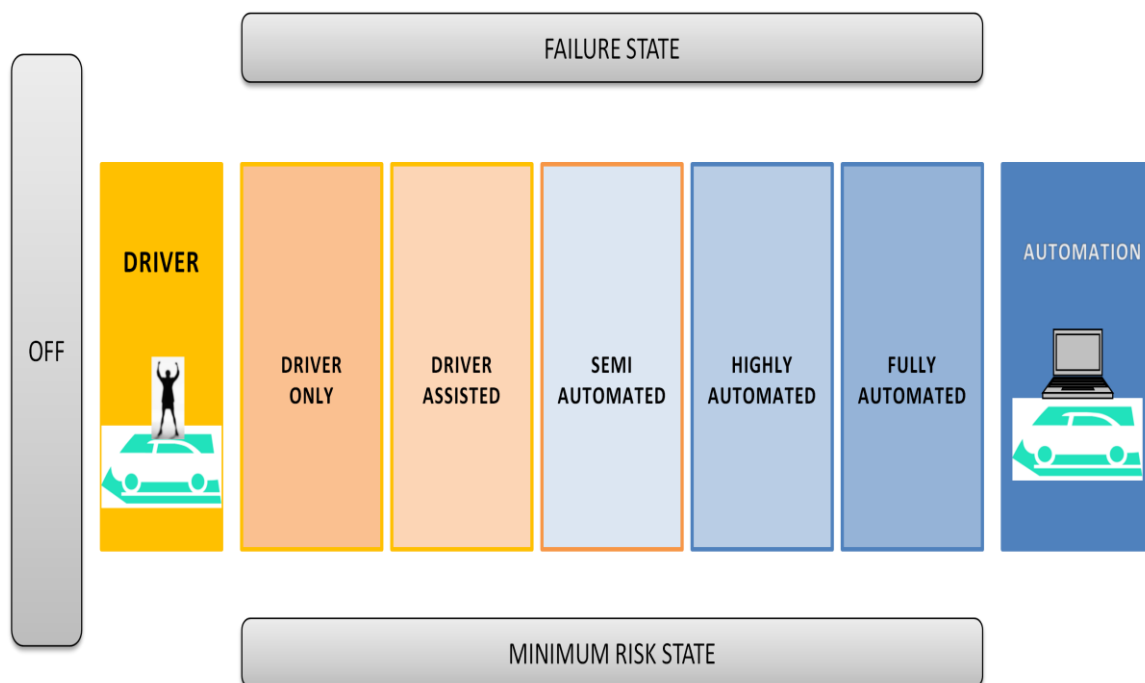 FAILURE STATE
OFF
DRIVER
DRIVER
ONLY
DRIVER
ASSISTED
SEMI
AUTOMATED
HIGHLY
AUTOMATED
FULLY
AUTOMATED
AUTOMATION
MINIMUM RISK STATE